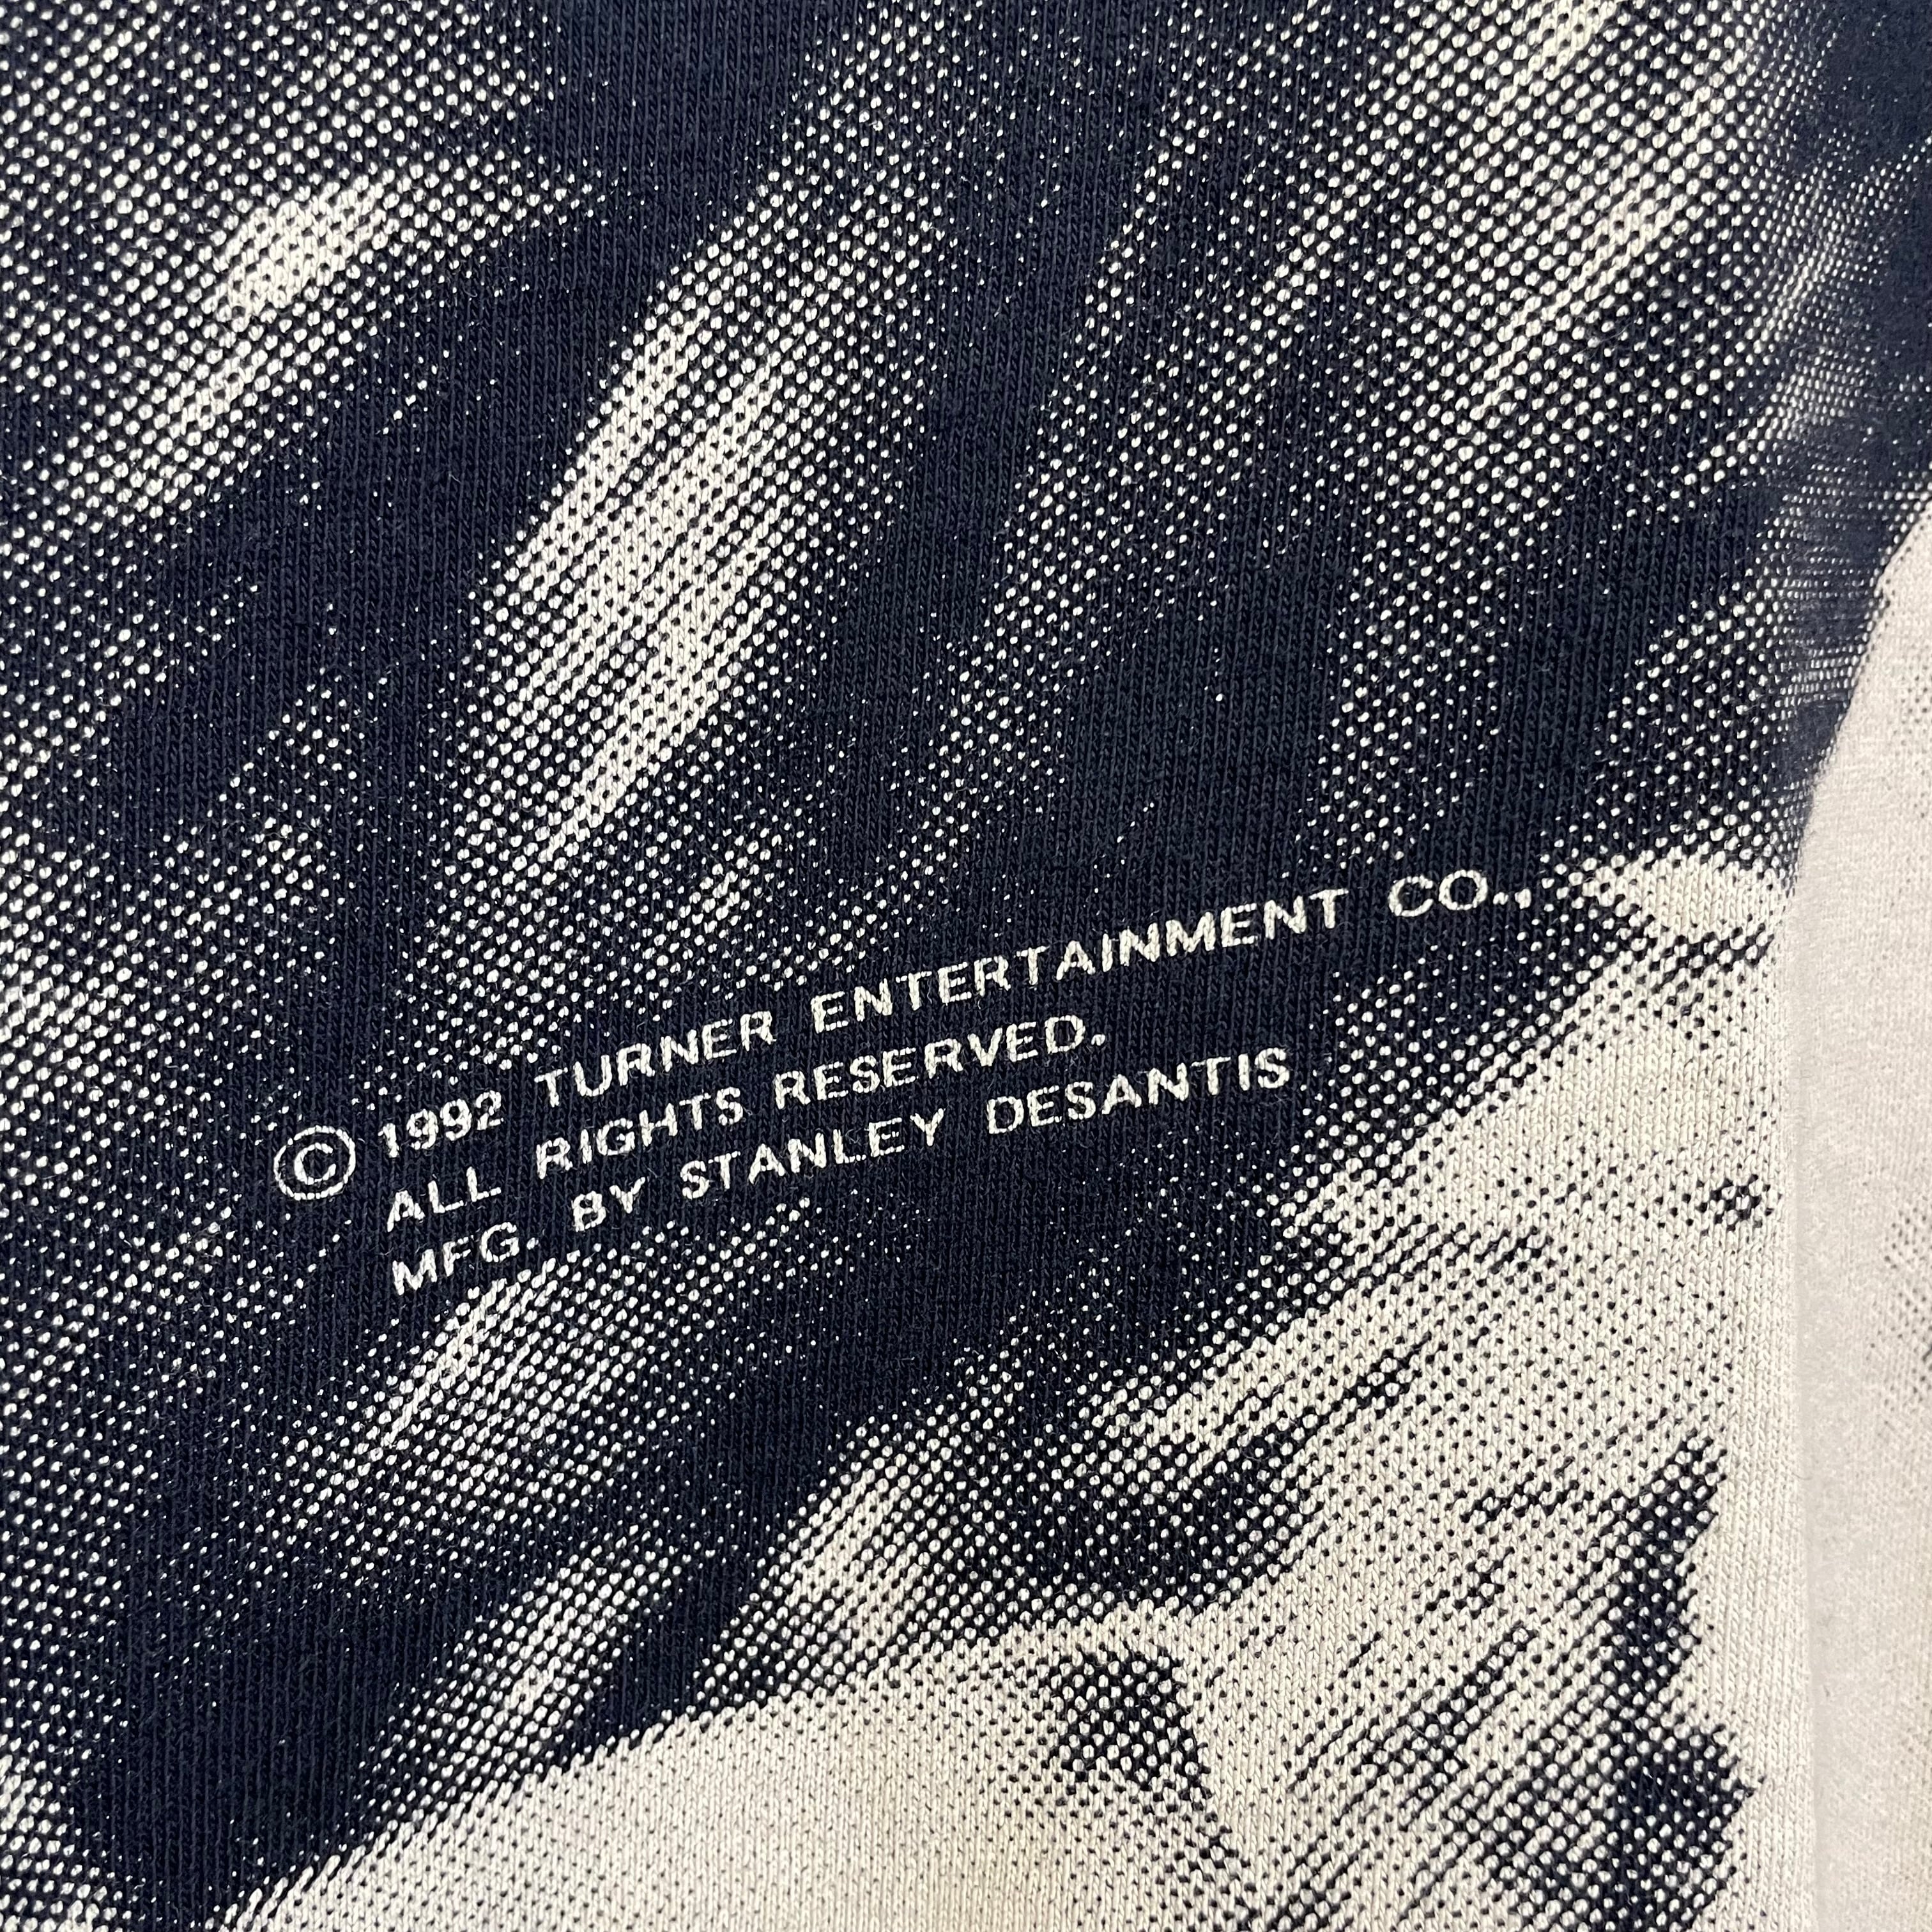 © 1992 TURNER ENTERTAINMENT CO.,
ALL RIGHTS RESERVED.
MFG. BY STANLEY DESANTIS